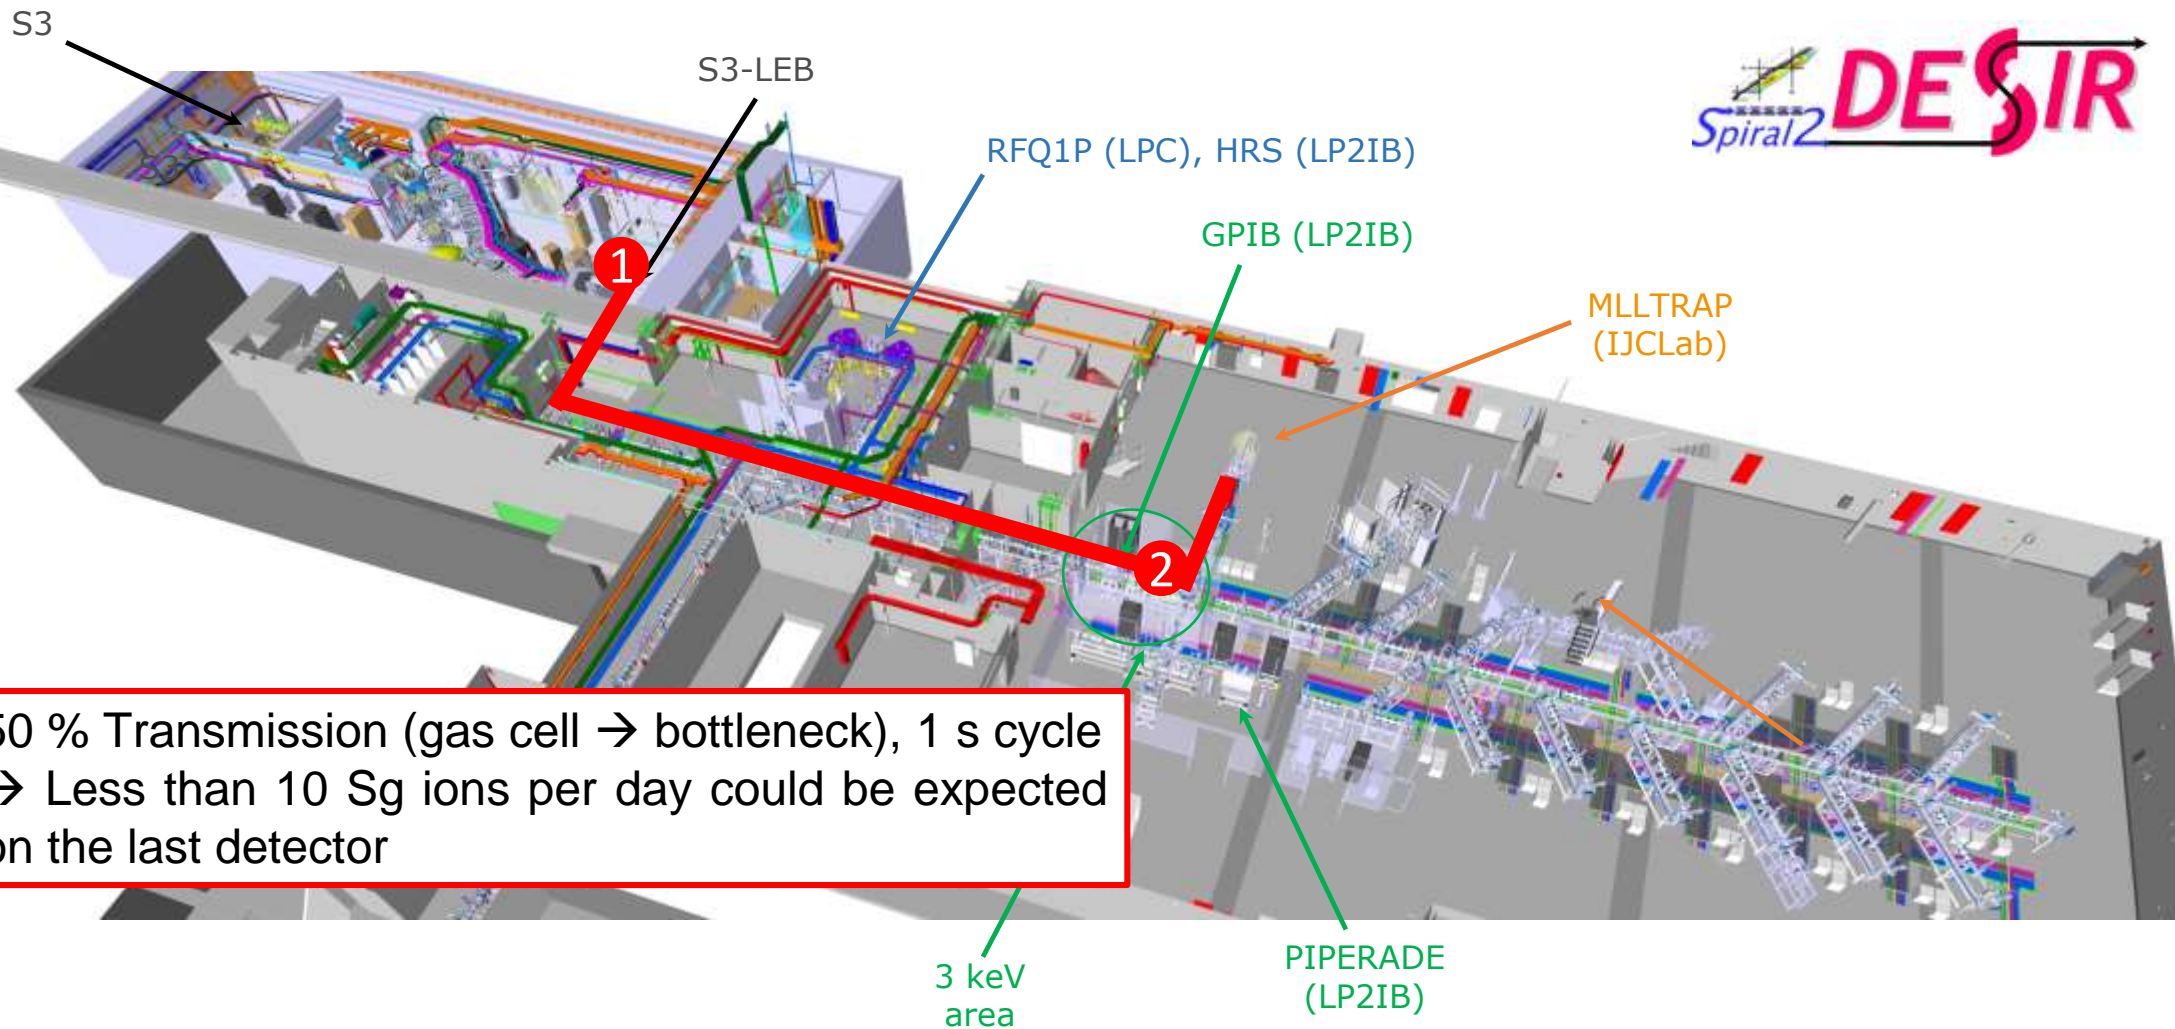 S3
S3-LEB
Spiral2 DESIR
RFQ1P (LPC), HRS (LP2IB)
GPIB (LP2IB)
MLLTRAP
(IJCLab)
1
2
50 % Transmission (gas cell → bottleneck), 1 s cycle
→ Less than 10 Sg ions per day could be expected
on the last detector
3 keV
area
PIPERADE
(LP2IB)